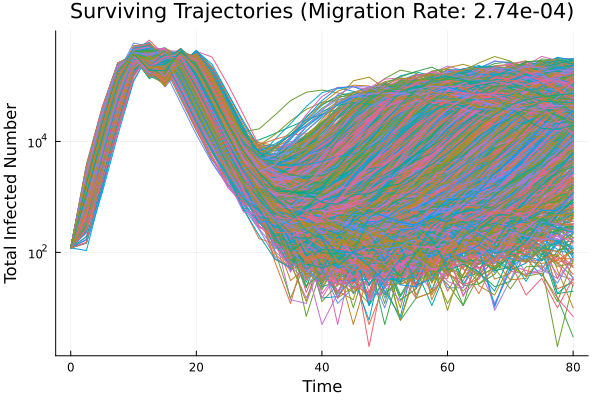 Surviving Trajectories (Migration Rate: 2.74e-04)
Total Infected Number
10⁴
10²
0
20
40
60
80
Time